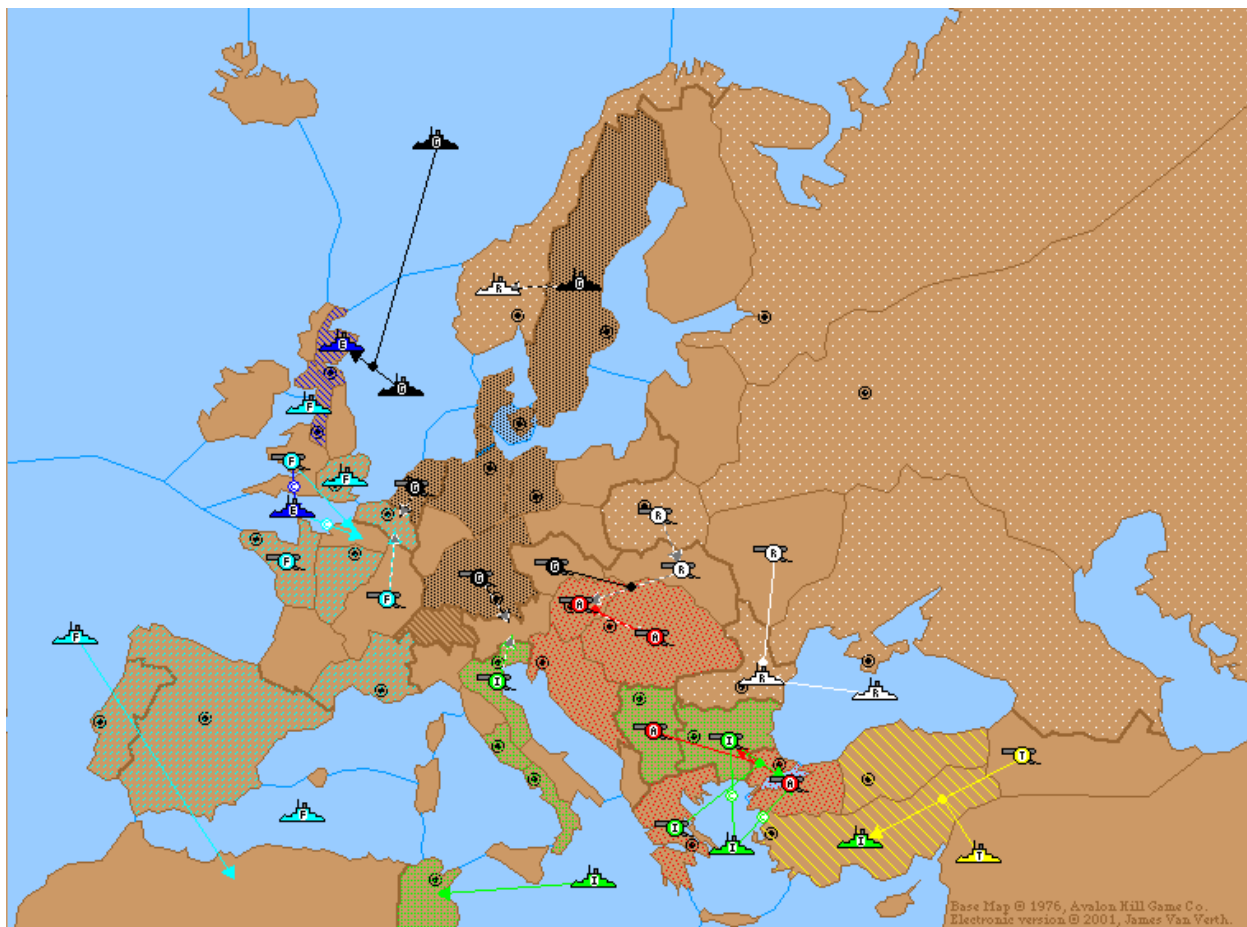 G
R G
E
G
F
F
F
G
C
E
R
C
R
F
G
R
G
F
A
F
A
R
I
R
A
I
T
A
C
F
C
I
I
I
T
I
Base Map © 1976, Avalon Hill Game Co.
Electronic version © 2001, James Van Verth.